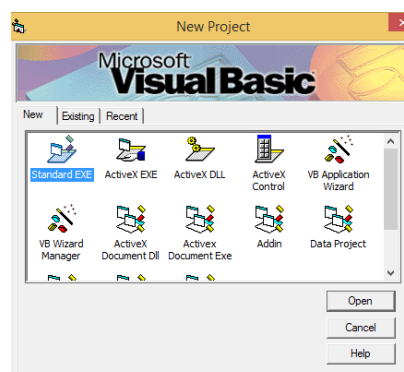 New Project
Microsoft
Visual Basic
New Existing Recent
Standard EXE ActiveX EXE ActiveX DLL ActiveX Control VB Application Wizard
VB Wizard Manager ActiveX Document Dll Activex Document Exe Addin Data Project
Open
Cancel
Help